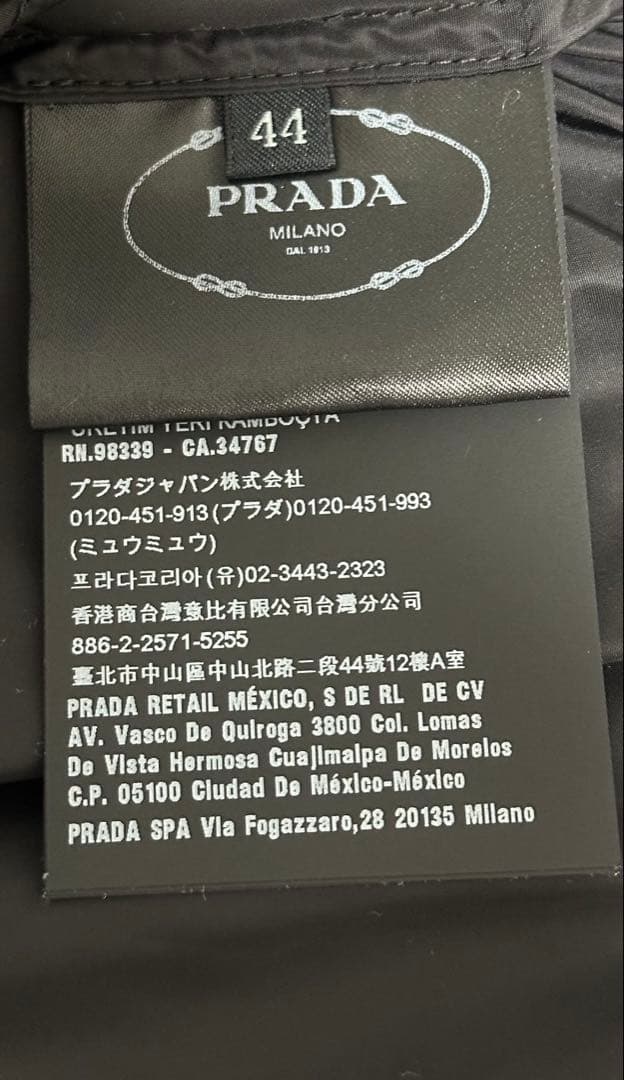 44
PRADA
MILANO
DAL 1913
RN.98339 - CA.34767
プラダジャパン株式会社
0120-451-913(プラダ)0120-451-993
(ミュウミュウ)
프라다코리아(유)02-3443-2323
香港商台灣意比有限公司台灣分公司
886-2-2571-5255
臺北市中山區中山北路二段44號12樓A室
PRADA RETAIL MÉXICO, S DE RL DE CV
AV. Vasco De Quiroga 3800 Col. Lomas
De Vista Hermosa Cuajimalpa De Morelos
C.P. 05100 Ciudad De México-México
PRADA SPA Via Fogazzaro,28 20135 Milano